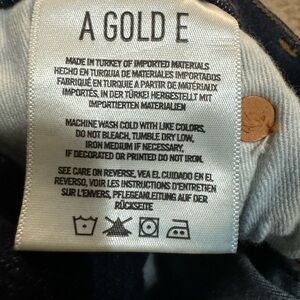 A GOLD E
MADE IN TURKEY OF IMPORTED MATERIALS
HECHO EN TURQUIA DE MATERIALES IMPORTADOS
FABRIQUÉ EN TURQUIE A PARTIR DE MATÉRIAUX
IMPORTÉS, IN DER TÜRKEI HERGESTELLT MIT
IMPORTIERTEN MATERIALIEN
MACHINE WASH COLD WITH LIKE COLORS,
DO NOT BLEACH, TUMBLE DRY LOW,
IRON MEDIUM IF NECESSARY.
IF DECORATED OR PRINTED DO NOT IRON.
SEE CARE ON REVERSE, VEA EL CUIDADO EN EL
REVERSO, VOIR LES INSTRUCTIONS D'ENTRETIEN
SUR L'ENVERS, PFLEGEANLEITUNG AUF DER
RÜCKSEITE